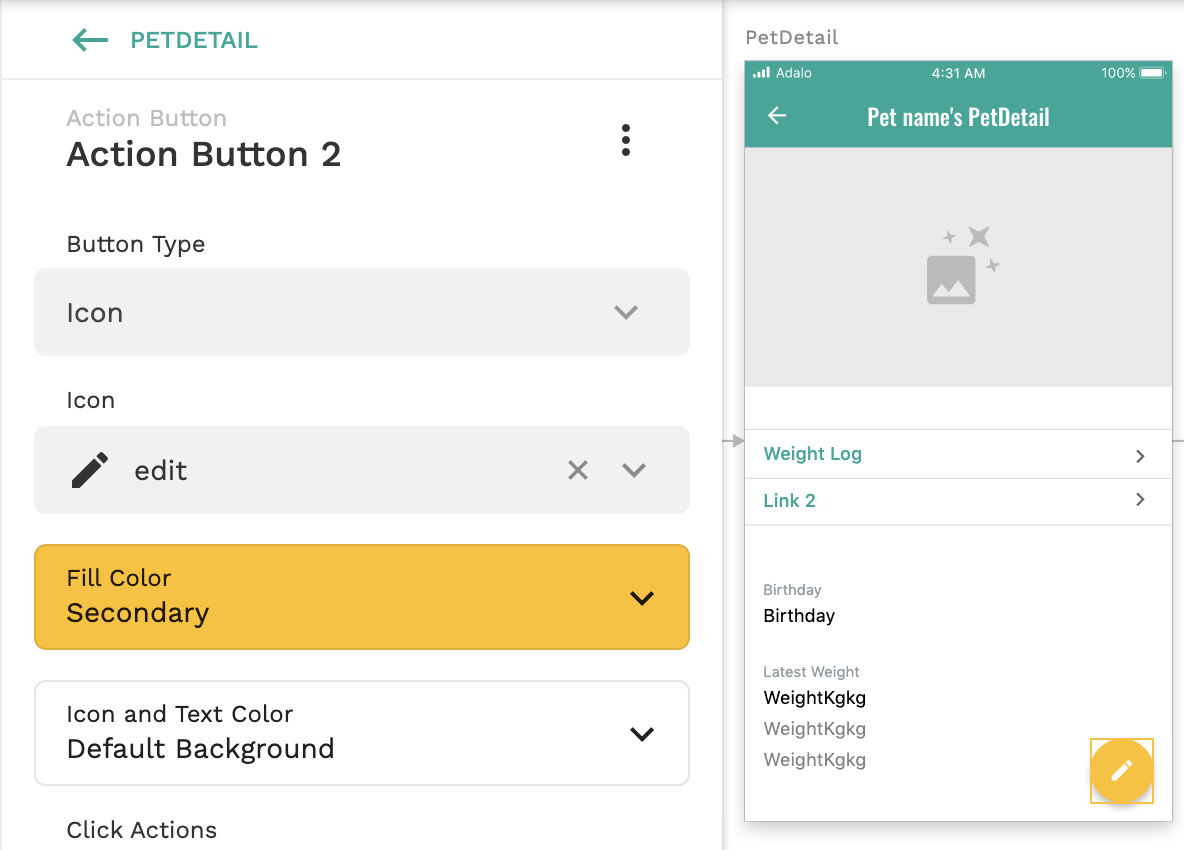 PETDETAIL
Action Button
Action Button 2
Button Type
Icon
Icon
edit
Fill Color
Secondary
Icon and Text Color
Default Background
Click Actions
PetDetail
Adalo 4:31 AM 100%
Pet name's PetDetail
Weight Log
Link 2
Birthday
Birthday
Latest Weight
WeightKgkg
WeightKgkg
WeightKgkg